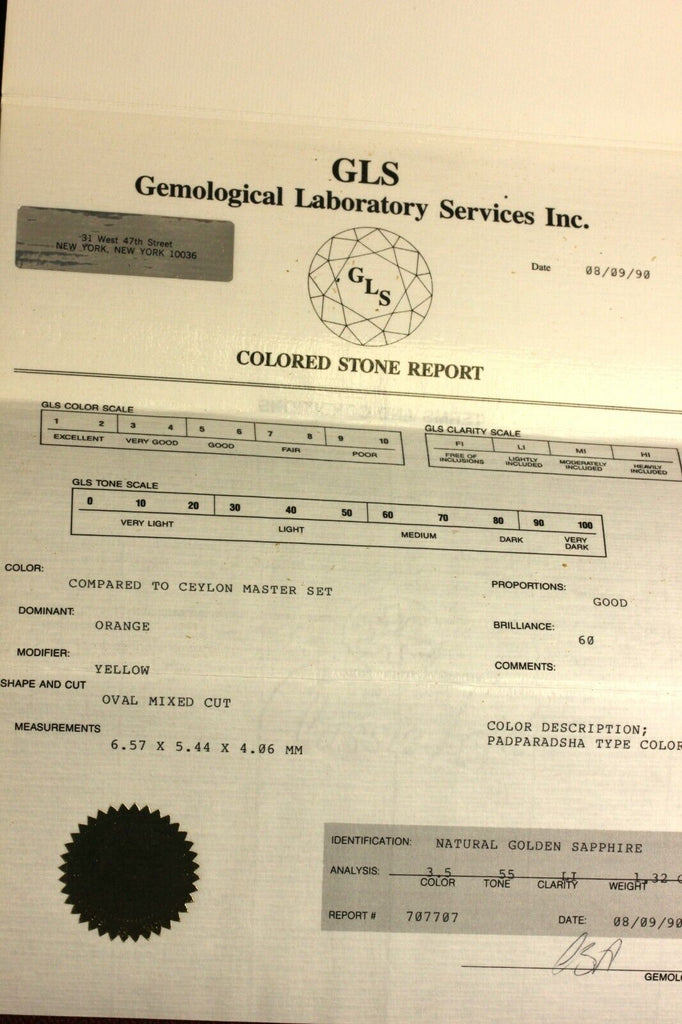 GLS
Gemological Laboratory Services Inc.
31 West 47th Street
NEW YORK, NEW YORK 10036
Date 08/09/90
GLS
COLORED STONE REPORT
GLS COLOR SCALE
1 2 3 4 5 6 7 8 9 10
EXCELLENT VERY GOOD GOOD FAIR POOR
GLS CLARITY SCALE
FI LI MI HI
FREE OF INCLUSIONS LIGHTLY INCLUDED MODERATELY INCLUDED HEAVILY INCLUDED
GLS TONE SCALE
0 10 20 30 40 50 60 70 80 90 100
VERY LIGHT LIGHT MEDIUM DARK VERY DARK
COLOR:
COMPARED TO CEYLON MASTER SET
DOMINANT:
ORANGE
MODIFIER:
YELLOW
SHAPE AND CUT
OVAL MIXED CUT
MEASUREMENTS
6.57 X 5.44 X 4.06 MM
PROPORTIONS:
GOOD
BRILLIANCE:
60
COMMENTS:
COLOR DESCRIPTION;
PADPARADSHA TYPE COLOR
IDENTIFICATION: NATURAL GOLDEN SAPPHIRE
ANALYSIS: 3.5 55 LI 1.32
COLOR TONE CLARITY WEIGHT
REPORT # 707707 DATE: 08/09/90